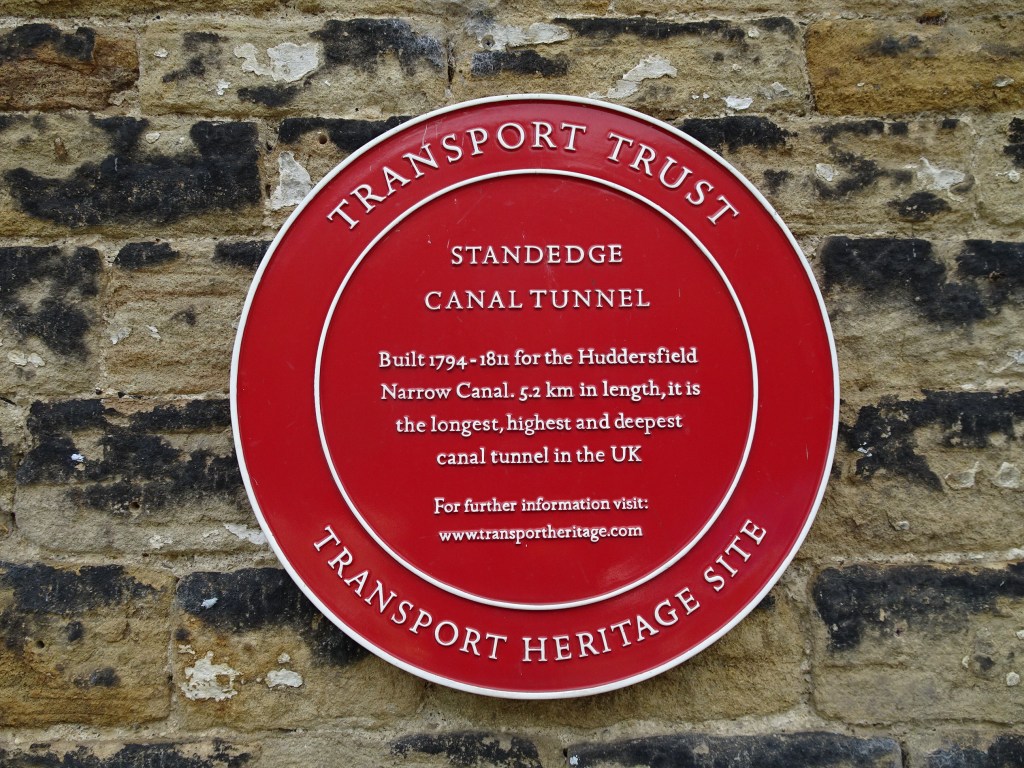 TRANSPORT TRUST
STANDEDGE
CANAL TUNNEL
Built 1794-1811 for the Huddersfield
Narrow Canal. 5.2 km in length, it is
the longest, highest and deepest
canal tunnel in the UK
For further information visit:
www.transportheritage.com
TRANSPORT HERITAGE SITE